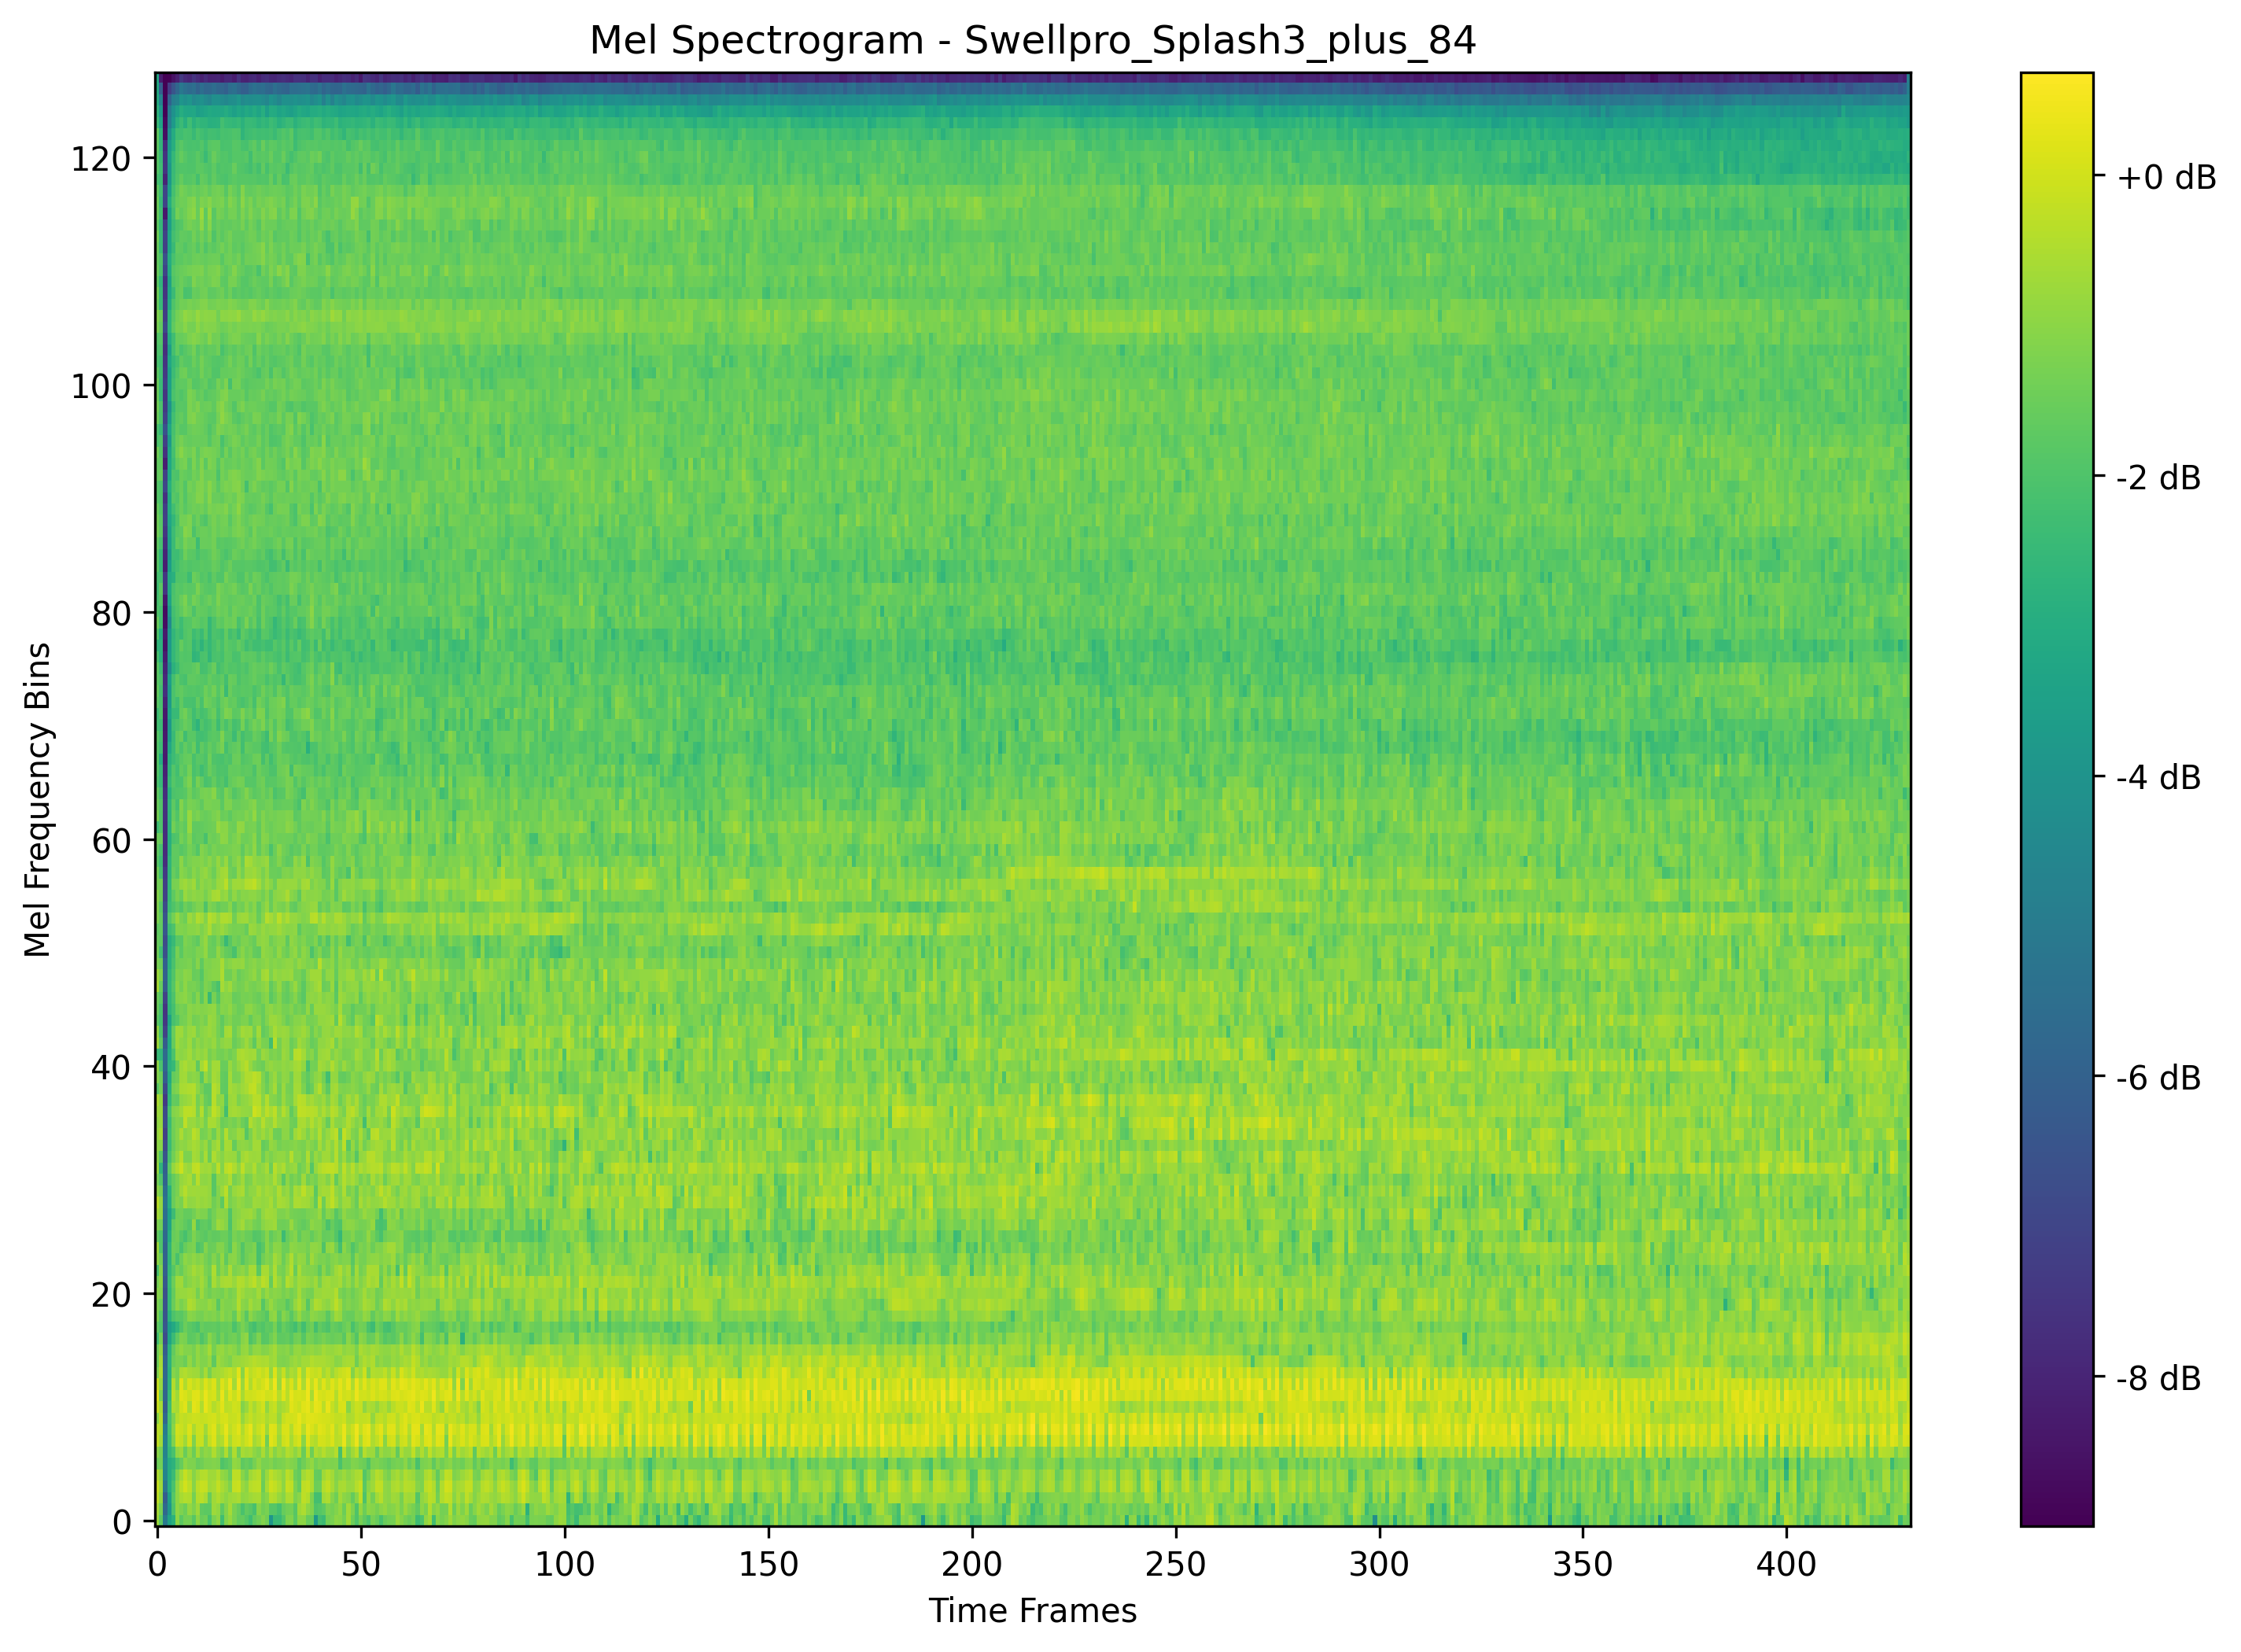 Mel Spectrogram - Swellpro_Splash3_plus_84
Mel Frequency Bins
120
100
80
60
40
20
0
0 50 100 150 200 250 300 350 400
Time Frames
+0 dB
-2 dB
-4 dB
-6 dB
-8 dB